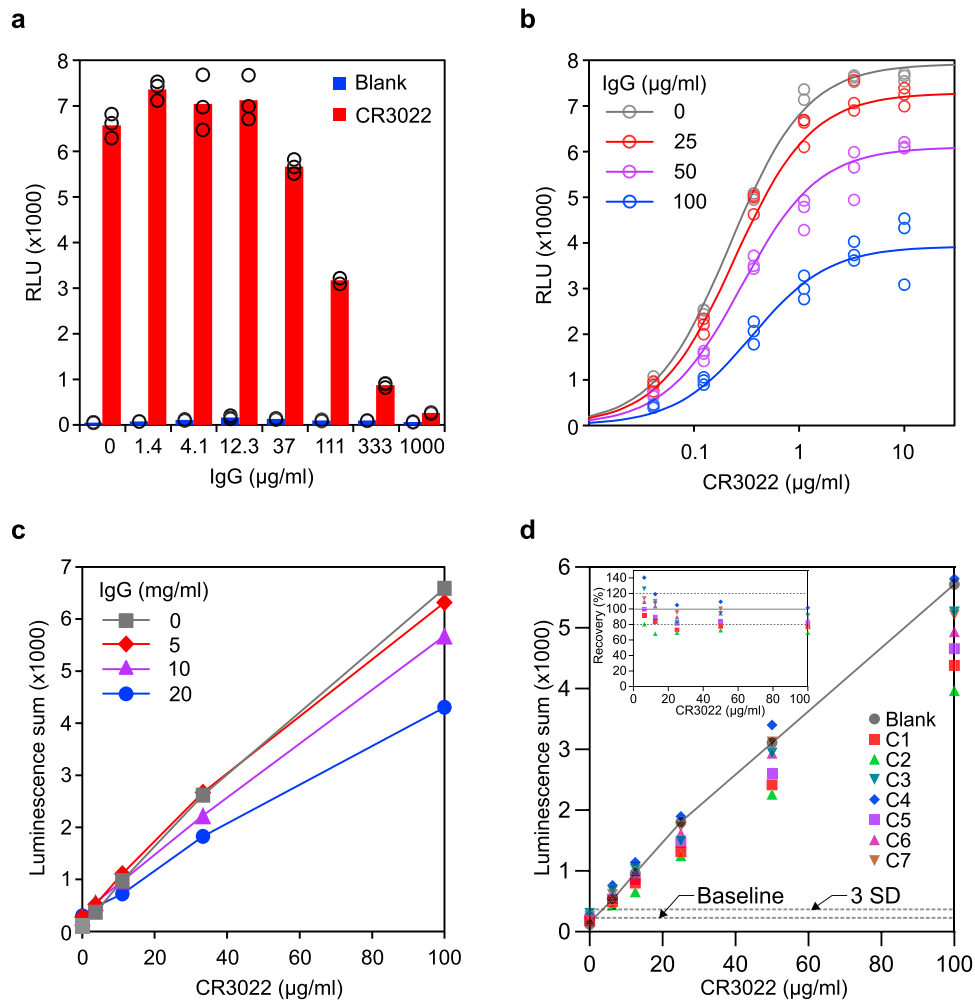 a
8
7
6
5
4
3
2
1
0
RLU (x1000)
Blank
CR3022
0 1.4 4.1 12.3 37 111 333 1000
IgG (µg/ml)
b
8
7
6
5
4
3
2
1
0
RLU (x1000)
IgG (µg/ml)
0
25
50
100
0.1 1 10
CR3022 (µg/ml)
c
7
6
5
4
3
2
1
0
Luminescence sum (x1000)
IgG (mg/ml)
0
5
10
20
0 20 40 60 80 100
CR3022 (µg/ml)
d
6
5
4
3
2
1
0
Luminescence sum (x1000)
140
120
100
80
60
40
20
0
Recovery (%)
0 20 40 60 80 100
CR3022 (µg/ml)
Blank
C1
C2
C3
C4
C5
C6
C7
Baseline
3 SD
0 20 40 60 80 100
CR3022 (µg/ml)